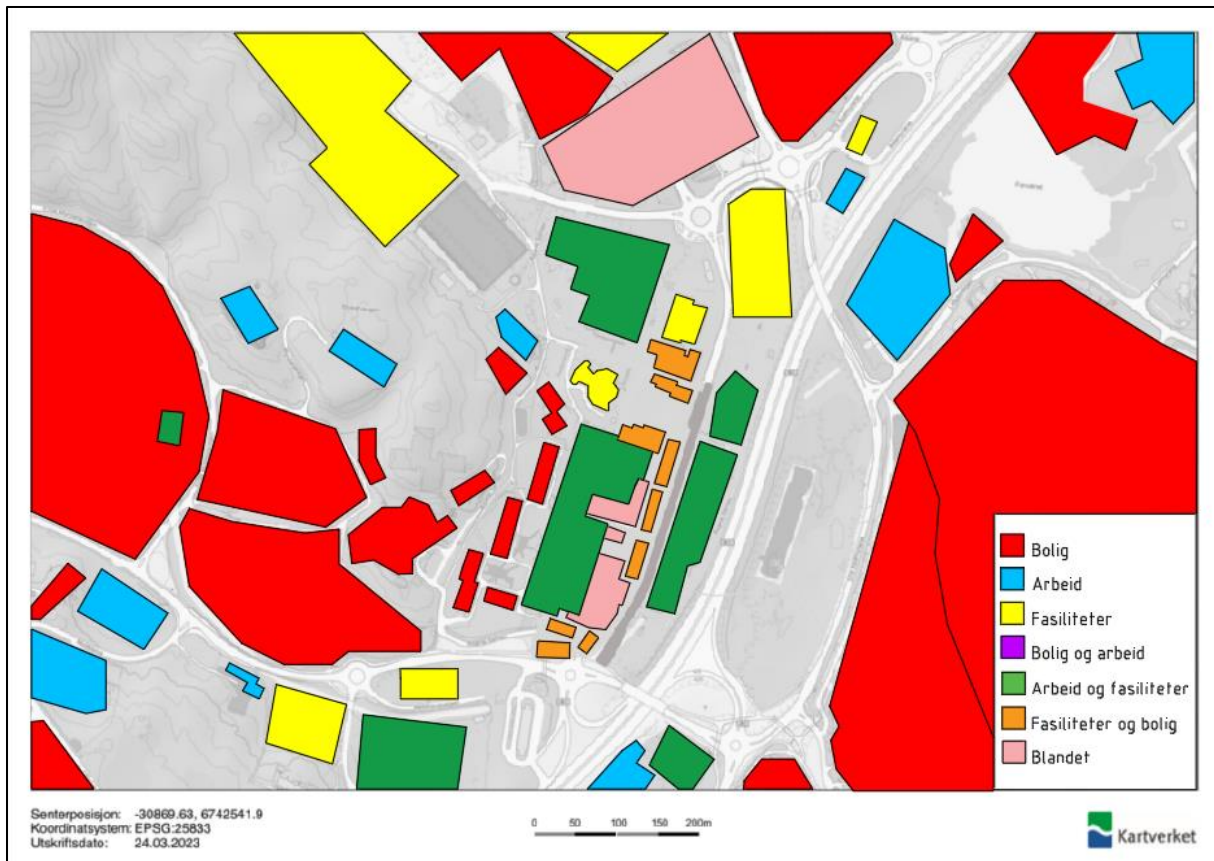 Bolig
Arbeid
Fasiliteter
Bolig og arbeid
Arbeid og fasiliteter
Fasiliteter og bolig
Blandet
Senterposisjon: -30869.63, 6742541.9
Koordinatsystem: EPSG:25833
Utskriftsdato: 24.03.2023
0 50 100 150 200m
Kartverket